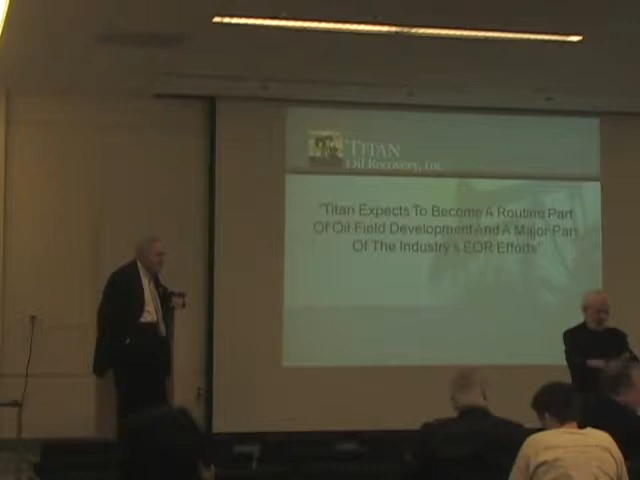 TITAN
Oil Recovery, Inc.
"Titan Expects To Become A Routine Part
Of Oil Field Development And A Major Part
Of The Industry's EOR Efforts"